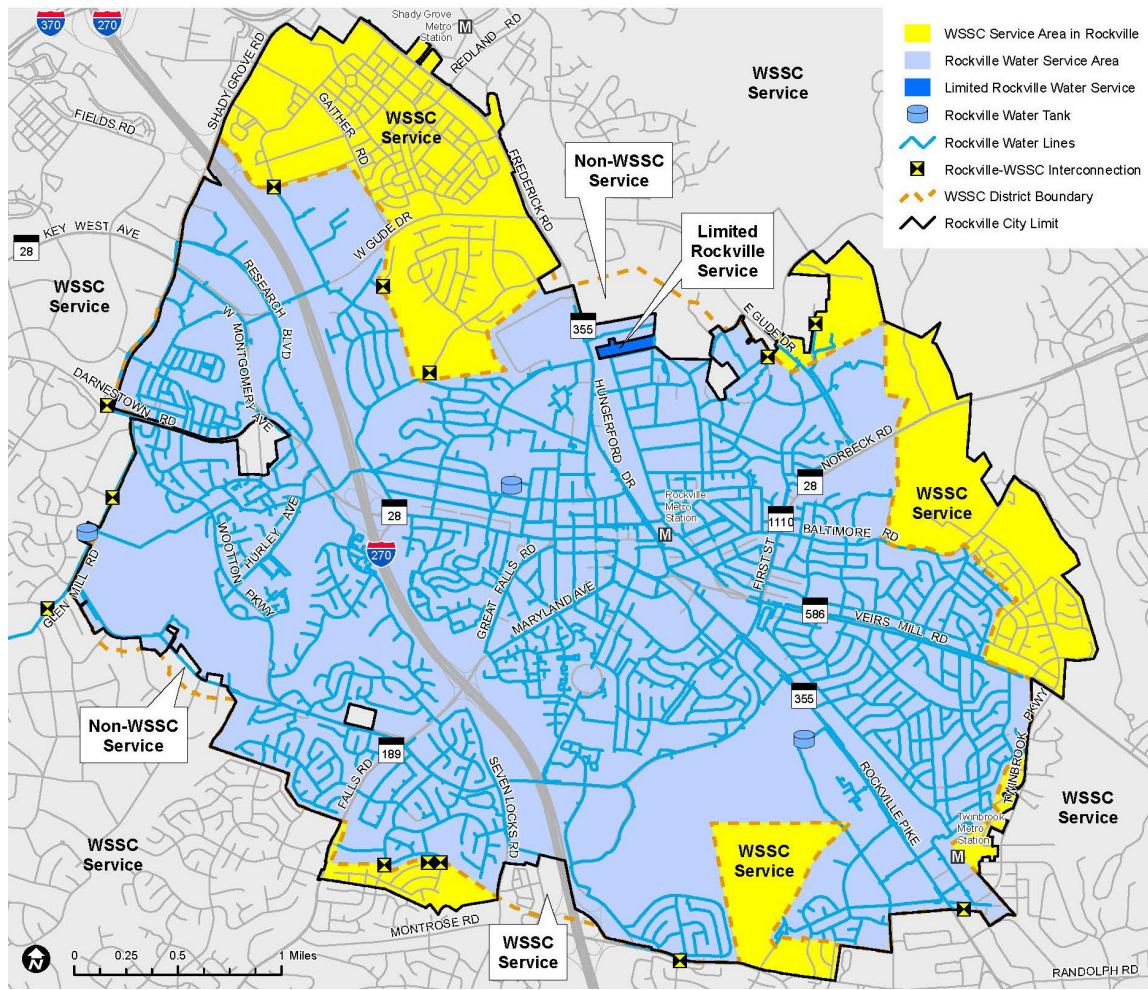 370
270
Shady Grove
Metro
Station
M
REDLAND RD
SHADY GROVE RD
FIELDS RD
GAITHER RD
WSSC
Service
FREDERICK RD
WSSC
Service
WSSC Service Area in Rockville
Rockville Water Service Area
Limited Rockville Water Service
Rockville Water Tank
Rockville Water Lines
Rockville-WSSC Interconnection
WSSC District Boundary
Rockville City Limit
Non-WSSC
Service
Limited
Rockville
Service
KEY WEST AVE
28
W GUDE DR
WSSC
Service
RESEARCH BLVD
W MONTGOMERY AVE
DARNESTOWN RD
355
E GUDE DR
HUNGERFORD DR
NORBECK RD
28
Rockville
Metro
Station
M
28
1110
BALTIMORE RD
WSSC
Service
270
WOOTTON PKWY
HURLEY AVE
GREAT FALLS RD
MARYLAND AVE
FIRST ST
586
VEIRS MILL RD
GLEN MILL RD
Non-WSSC
Service
355
189
FALLS RD
SEVEN LOCKS RD
ROCKVILLE PIKE
TWINBROOK PKWY
Twinbrook
Metro
Station
M
WSSC
Service
WSSC
Service
WSSC
Service
WSSC
Service
MONTROSE RD
RANDOLPH RD
N
0 0.25 0.5 1 Miles